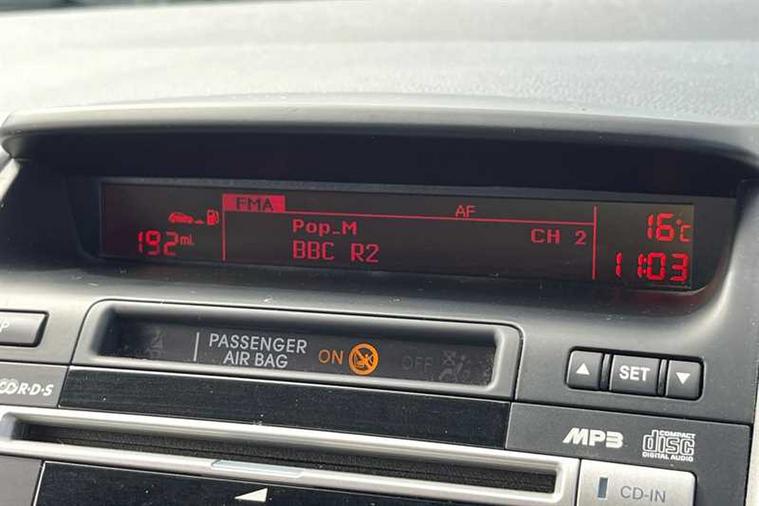 FMA
AF
16°c
Pop_M
CH 2
192 mi.
BBC R2
11:03
PASSENGER
AIR BAG
ON
OFF
SET
CORDS
MP3
COMPACT
disc
DIGITAL AUDIO
CD-IN